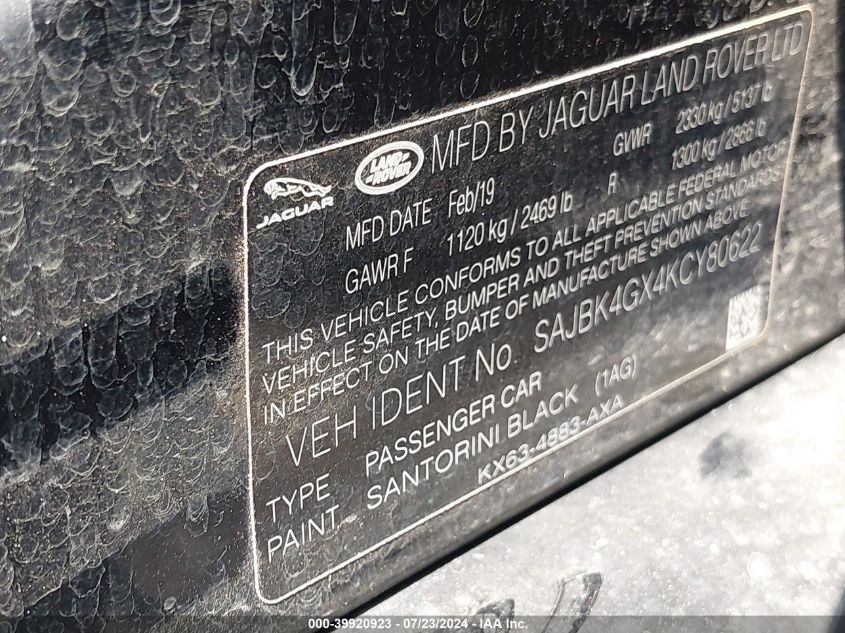 JAGUAR
LAND ROVER
MFD BY JAGUAR LAND ROVER LTD
MFD DATE Feb/19 GVWR 2330 kg / 5137 lb
GAWR F 1120 kg / 2469 lb R 1300 kg / 2866 lb
THIS VEHICLE CONFORMS TO ALL APPLICABLE FEDERAL MOTOR
VEHICLE SAFETY, BUMPER AND THEFT PREVENTION STANDARDS
IN EFFECT ON THE DATE OF MANUFACTURE SHOWN ABOVE
VEH IDENT No. SAJBK4GX4KCY80622
TYPE PASSENGER CAR
PAINT SANTORINI BLACK (1AG)
KX63-4883-AXA
000-39920923 - 07/23/2024 - IAA Inc.